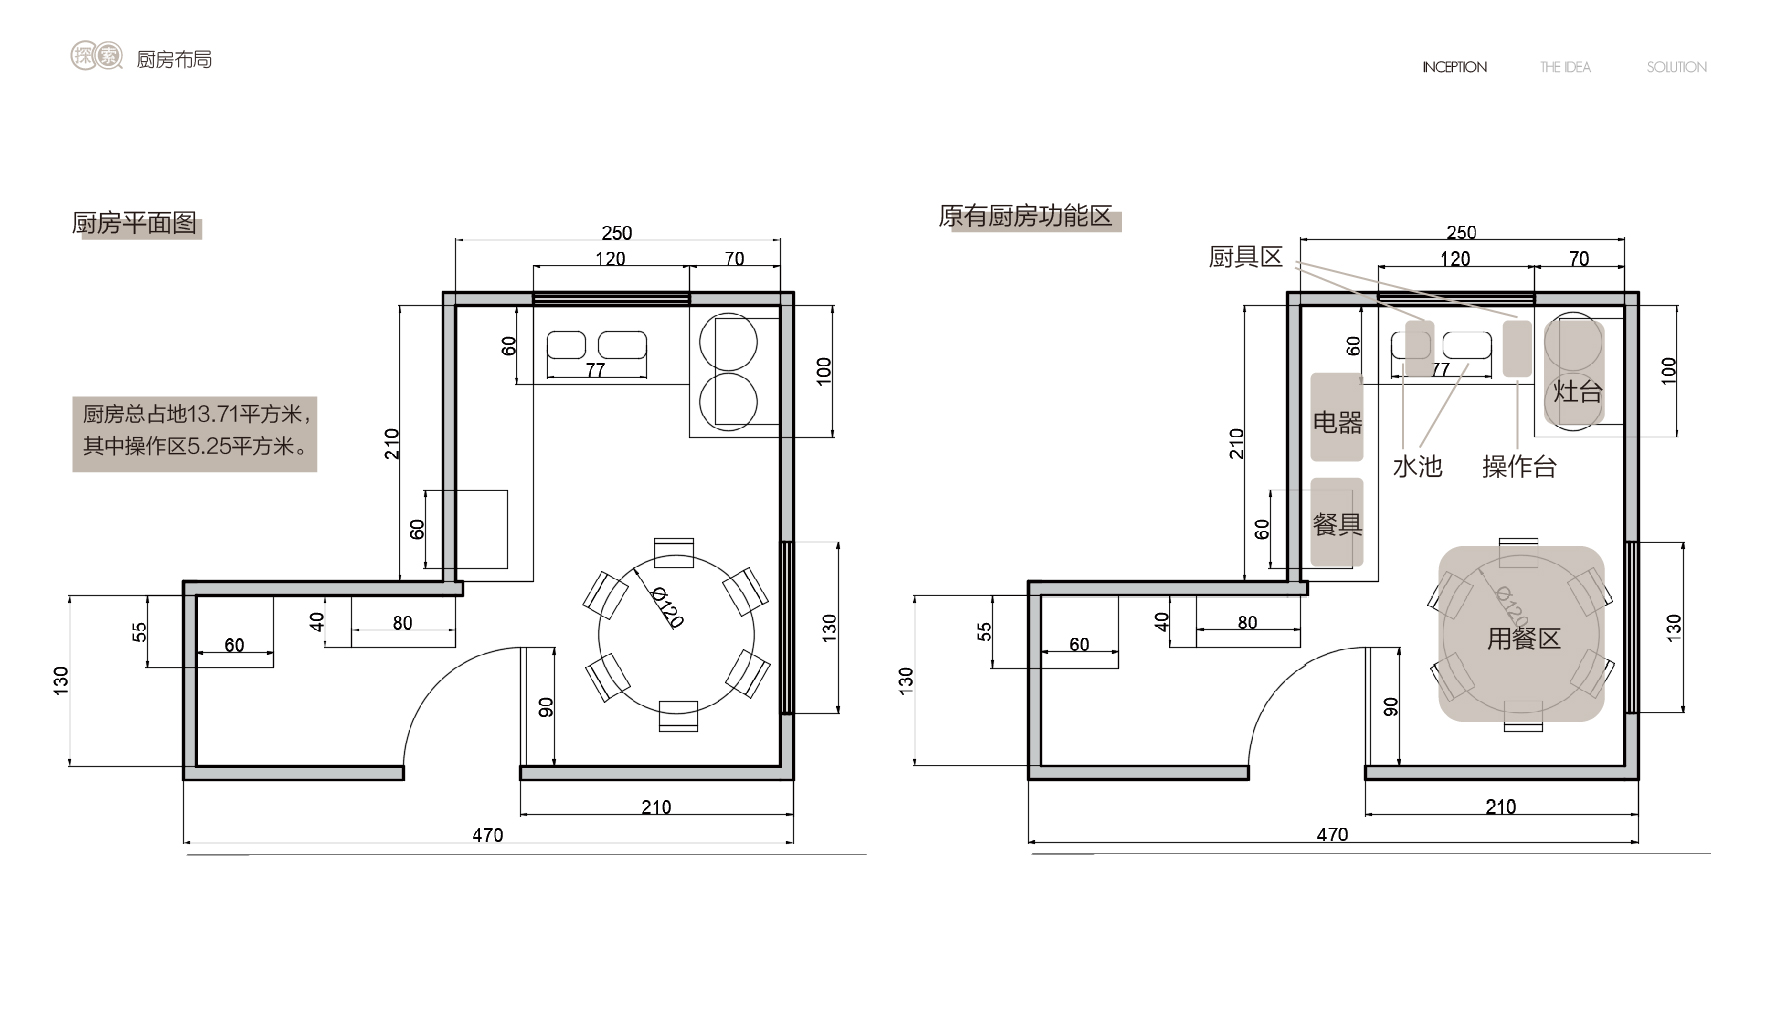 探索 厨房布局
INCEPTION THE IDEA SOLUTION
厨房平面图
250
120 70
60
77
100
210
60
厨房总占地13.71平方米，
其中操作区5.25平方米。
Ø120
130
55
60
40
80
130
90
210
470
原有厨房功能区
厨具区
250
120 70
60
77
100
灶台
电器
210
水池 操作台
60
餐具
Ø120
用餐区
130
55
60
40
80
130
90
210
470